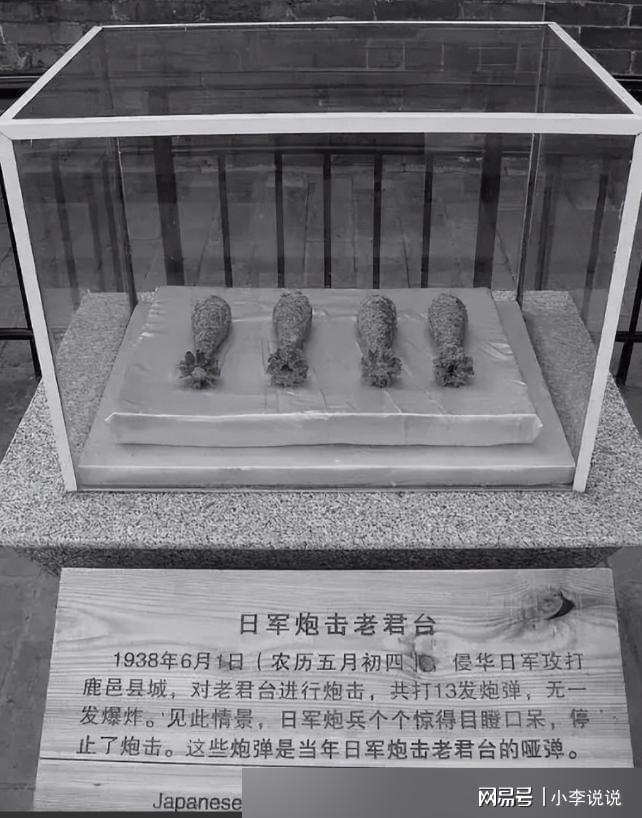 日军炮击老君台
1938年6月1日（农历五月初四），侵华日军攻打
鹿邑县城，对老君台进行炮击，共打13发炮弹，无一
发爆炸。见此情景，日军炮兵个个惊得目瞪口呆，停
止了炮击。这些炮弹是当年日军炮击老君台的哑弹。
Japanese
网易号 | 小李说说